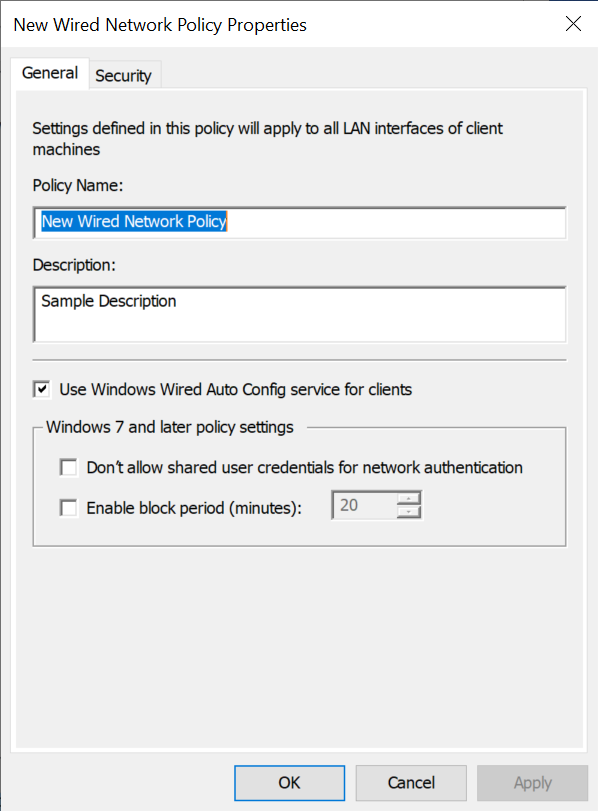 New Wired Network Policy Properties
General
Security
Settings defined in this policy will apply to all LAN interfaces of client
machines
Policy Name:
New Wired Network Policy
Description:
Sample Description
Use Windows Wired Auto Config service for clients
Windows 7 and later policy settings
Don't allow shared user credentials for network authentication
Enable block period (minutes): 20
OK Cancel Apply